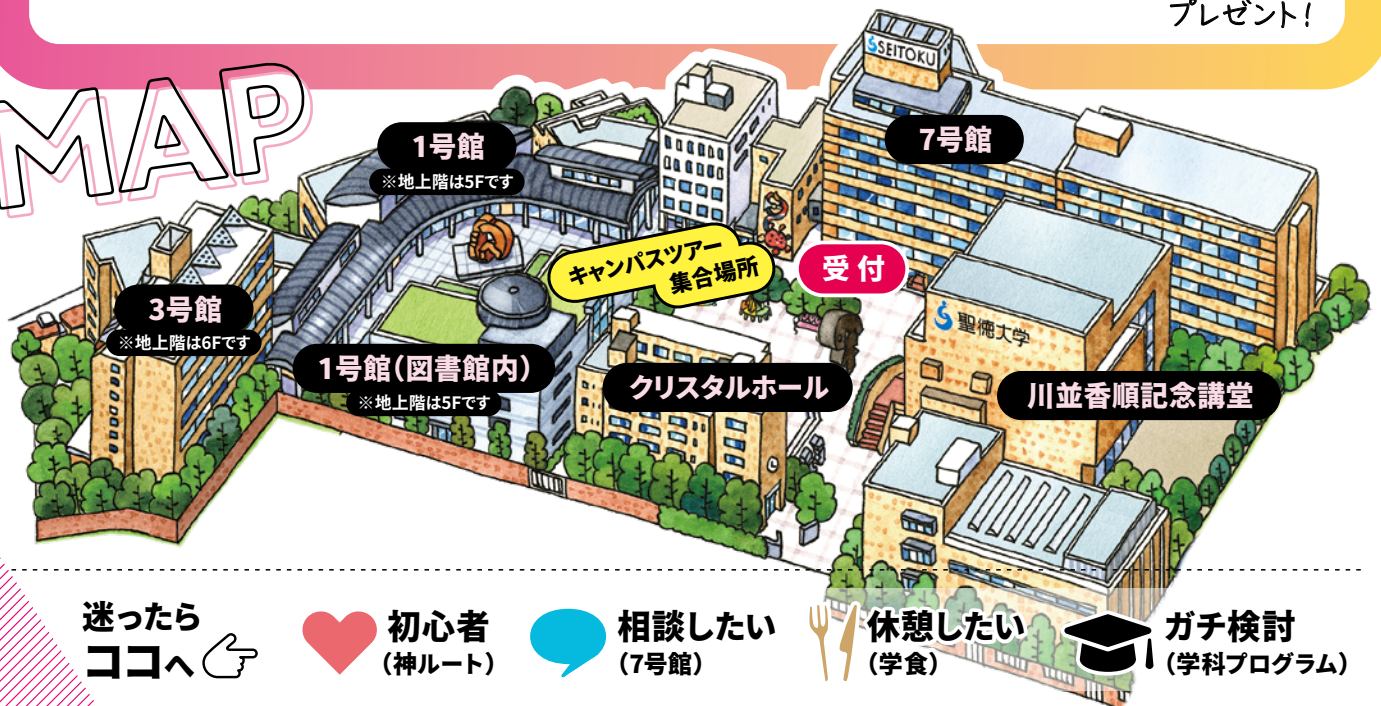 プレゼント!
MAP
SEITOKU
1号館
※地上階は5Fです
7号館
キャンパスツアー
集合場所
受付
3号館
※地上階は6Fです
聖徳大学
1号館(図書館内)
※地上階は5Fです
クリスタルホール
川並香順記念講堂
迷ったら
ココへ
初心者
(神ルート)
相談したい
(7号館)
休憩したい
(学食)
ガチ検討
(学科プログラム)